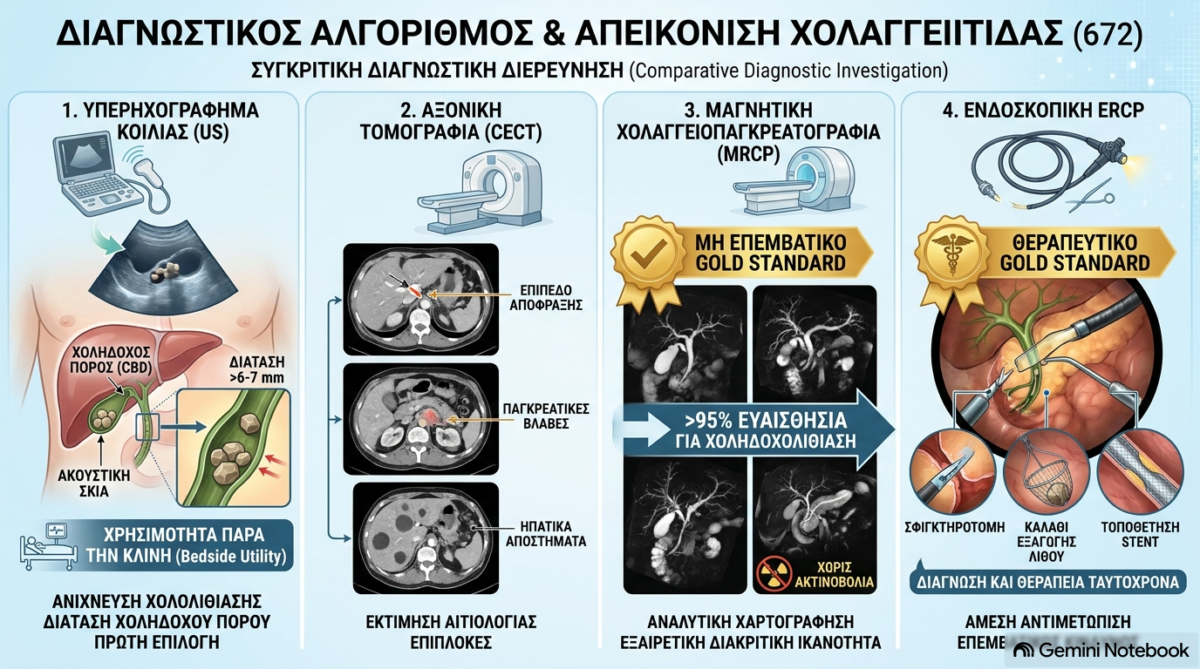 ΔΙΑΓΝΩΣΤΙΚΟΣ ΑΛΓΟΡΙΘΜΟΣ & ΑΠΕΙΚΟΝΙΣΗ ΧΟΛΑΓΓΕΙΙΤΙΔΑΣ (672)
ΣΥΓΚΡΙΤΙΚΗ ΔΙΑΓΝΩΣΤΙΚΗ ΔΙΕΡΕΥΝΗΣΗ (Comparative Diagnostic Investigation)
1. ΥΠΕΡΗΧΟΓΡΑΦΗΜΑ
ΚΟΙΛΙΑΣ (US)
ΧΟΛΗΔΟΧΟΣ
ΠΟΡΟΣ (CBD)
ΔΙΑΤΑΣΗ
>6-7 mm
ΑΚΟΥΣΤΙΚΗ
ΣΚΙΑ
ΧΡΗΣΙΜΟΤΗΤΑ ΠΑΡΑ
ΤΗΝ ΚΛΙΝΗ (Bedside Utility)
ΑΝΙΧΝΕΥΣΗ ΧΟΛΟΛΙΘΙΑΣΗΣ
ΔΙΑΤΑΣΗ ΧΟΛΗΔΟΧΟΥ ΠΟΡΟΥ
ΠΡΩΤΗ ΕΠΙΛΟΓΗ
2. ΑΞΟΝΙΚΗ
ΤΟΜΟΓΡΑΦΙΑ (CECT)
ΕΠΙΠΕΔΟ
ΑΠΟΦΡΑΞΗΣ
ΠΑΓΚΡΕΑΤΙΚΕΣ
ΒΛΑΒΕΣ
ΗΠΑΤΙΚΑ
ΑΠΟΣΤΗΜΑΤΑ
ΕΚΤΙΜΗΣΗ ΑΙΤΙΟΛΟΓΙΑΣ
ΕΠΙΠΛΟΚΕΣ
3. ΜΑΓΝΗΤΙΚΗ
ΧΟΛΑΓΓΕΙΟΠΑΓΚΡΕΑΤΟΓΡΑΦΙΑ
(MRCP)
ΜΗ ΕΠΕΜΒΑΤΙΚΟ
GOLD STANDARD
>95% ΕΥΑΙΣΘΗΣΙΑ
ΓΙΑ ΧΟΛΗΔΟΧΟΛΙΘΙΑΣΗ
ΧΩΡΙΣ
ΑΚΤΙΝΟΒΟΛΙΑ
ΑΝΑΛΥΤΙΚΗ ΧΑΡΤΟΓΡΑΦΗΣΗ
ΕΞΑΙΡΕΤΙΚΗ ΔΙΑΚΡΙΤΙΚΗ ΙΚΑΝΟΤΗΤΑ
4. ΕΝΔΟΣΚΟΠΙΚΗ ERCP
ΘΕΡΑΠΕΥΤΙΚΟ
GOLD STANDARD
ΣΦΙΓΚΤΗΡΟΤΟΜΗ
ΚΑΛΑΘΙ
ΕΞΑΓΩΓΗΣ
ΛΙΘΟΥ
ΤΟΠΟΘΕΤΗΣΗ
STENT
ΔΙΑΓΝΩΣΗ ΚΑΙ ΘΕΡΑΠΕΙΑ ΤΑΥΤΟΧΡΟΝΑ
ΑΜΕΣΗ ΑΝΤΙΜΕΤΩΠΙΣΗ
Gemini Notebook